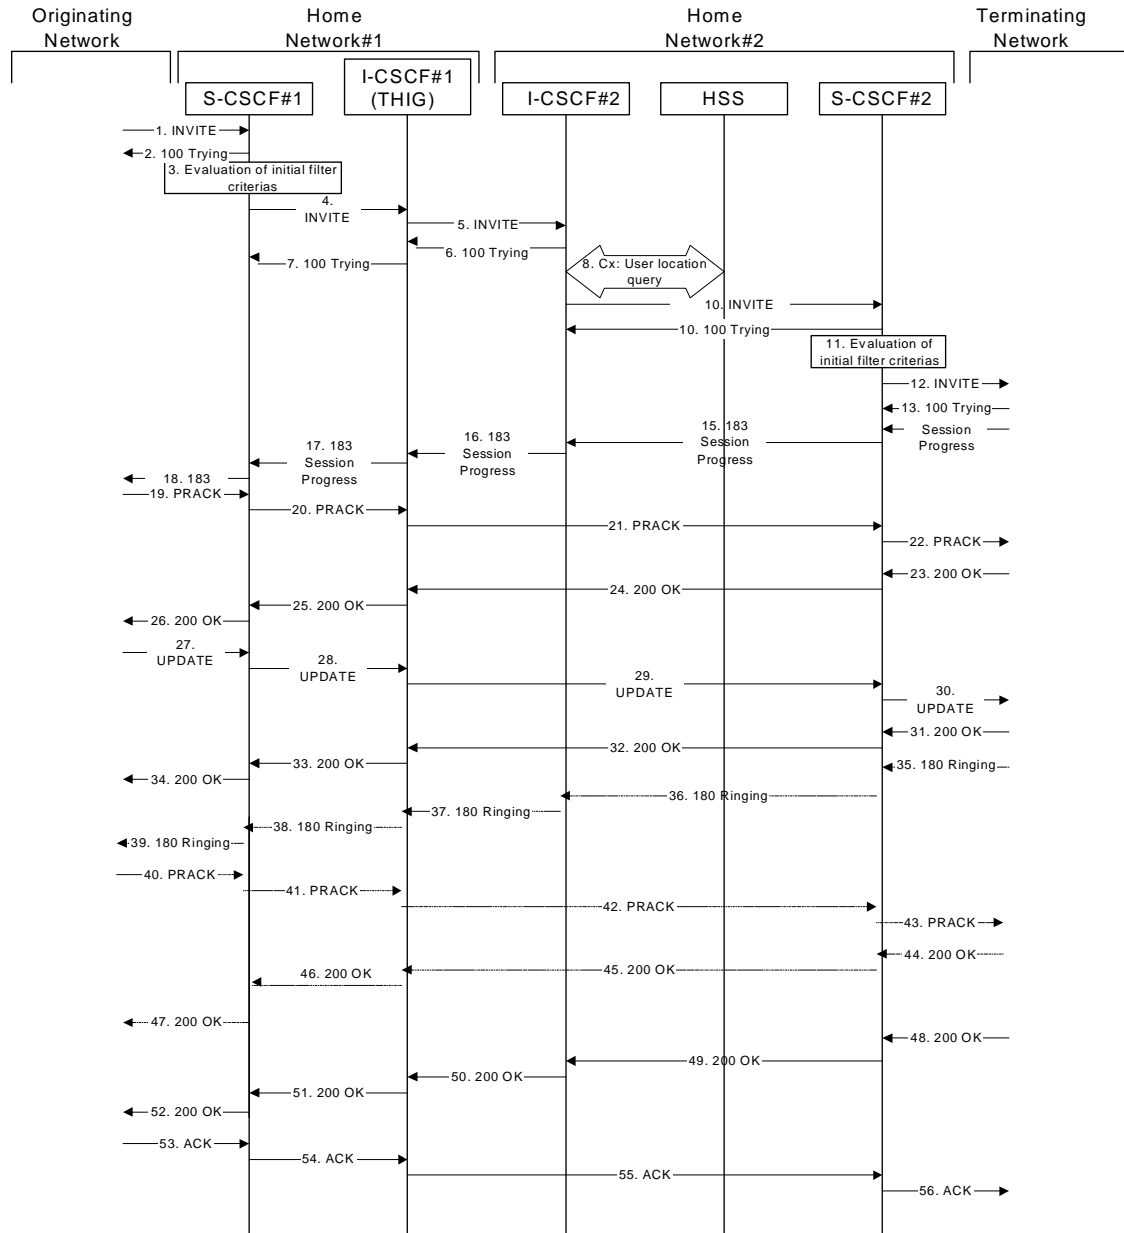 Originating
Network
Home
Network#1
Home
Network#2
Terminating
Network
S-CSCF#1
I-CSCF#1
(THIG)
I-CSCF#2
HSS
S-CSCF#2
1. INVITE
2. 100 Trying
3. Evaluation of initial filter
criterias
4.
INVITE
5. INVITE
6. 100 Trying
7. 100 Trying
8. Cx: User location
query
10. INVITE
10. 100 Trying
11. Evaluation of
initial filter criterias
12. INVITE
13. 100 Trying
Session
Progress
15. 183
Session
Progress
16. 183
Session
Progress
17. 183
Session
Progress
18. 183
19. PRACK
20. PRACK
21. PRACK
22. PRACK
23. 200 OK
24. 200 OK
25. 200 OK
26. 200 OK
27.
UPDATE
28.
UPDATE
29.
UPDATE
30.
UPDATE
31. 200 OK
32. 200 OK
33. 200 OK
34. 200 OK
35. 180 Ringing
36. 180 Ringing
37. 180 Ringing
38. 180 Ringing
39. 180 Ringing
40. PRACK
41. PRACK
42. PRACK
43. PRACK
44. 200 OK
45. 200 OK
46. 200 OK
47. 200 OK
48. 200 OK
49. 200 OK
50. 200 OK
51. 200 OK
52. 200 OK
53. ACK
54. ACK
55. ACK
56. ACK